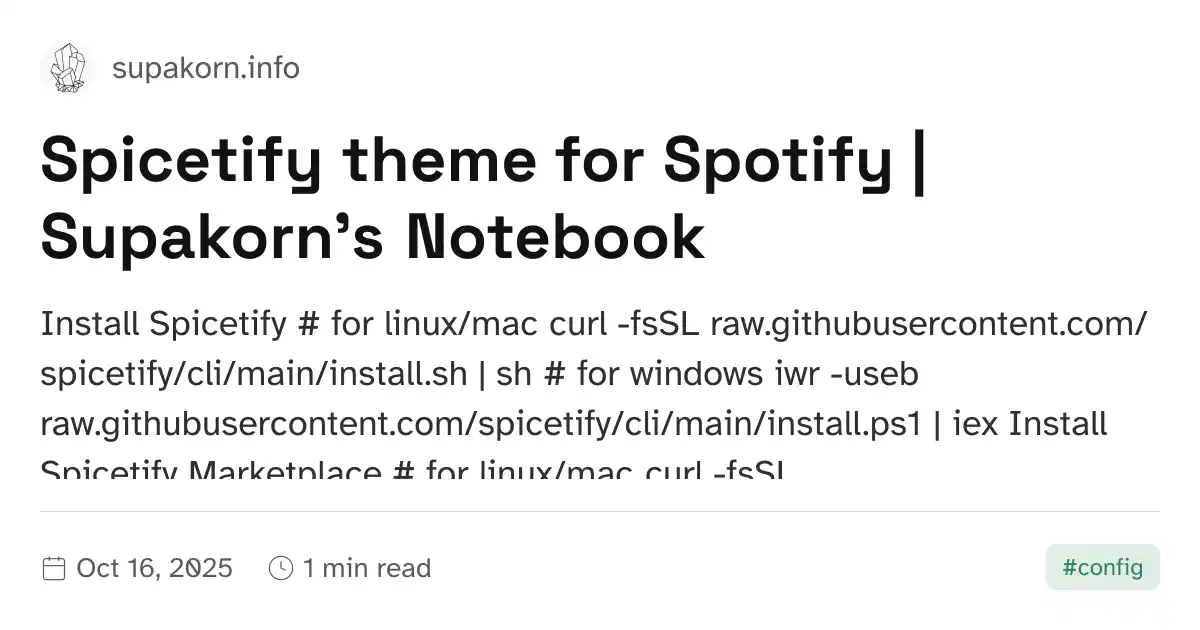 supakorn.info
Spicetify theme for Spotify |
Supakorn's Notebook
Install Spicetify # for linux/mac curl -fsSL raw.githubusercontent.com/
spicetify/cli/main/install.sh | sh # for windows iwr -useb
raw.githubusercontent.com/spicetify/cli/main/install.ps1 | iex Install
Spicetify Marketplace # for linux/mac curl -fsSL
Oct 16, 2025
1 min read
#config